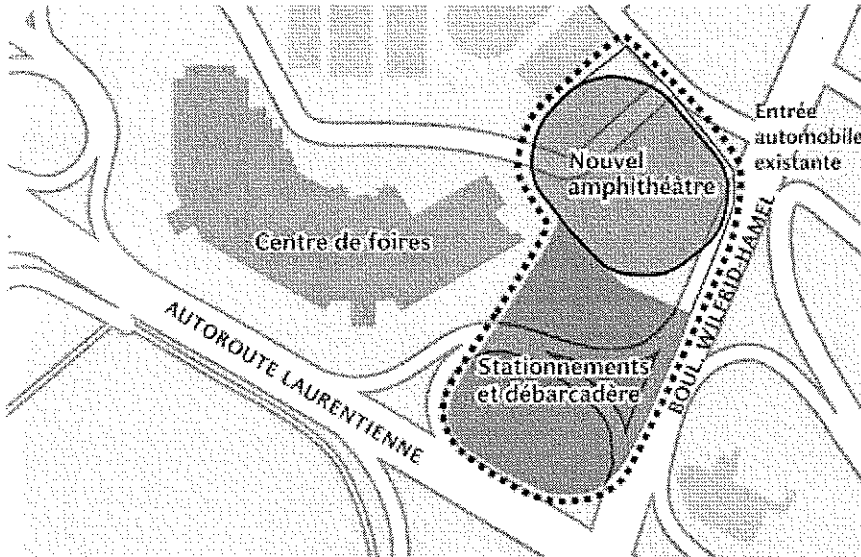 Entrée
automobile
existante
Nouvel
amphithéâtre
Centre de foires
BOUL. WILFRID-HAMEL
AUTOROUTE LAURENTIENNE
Stationnements
et débarcadère